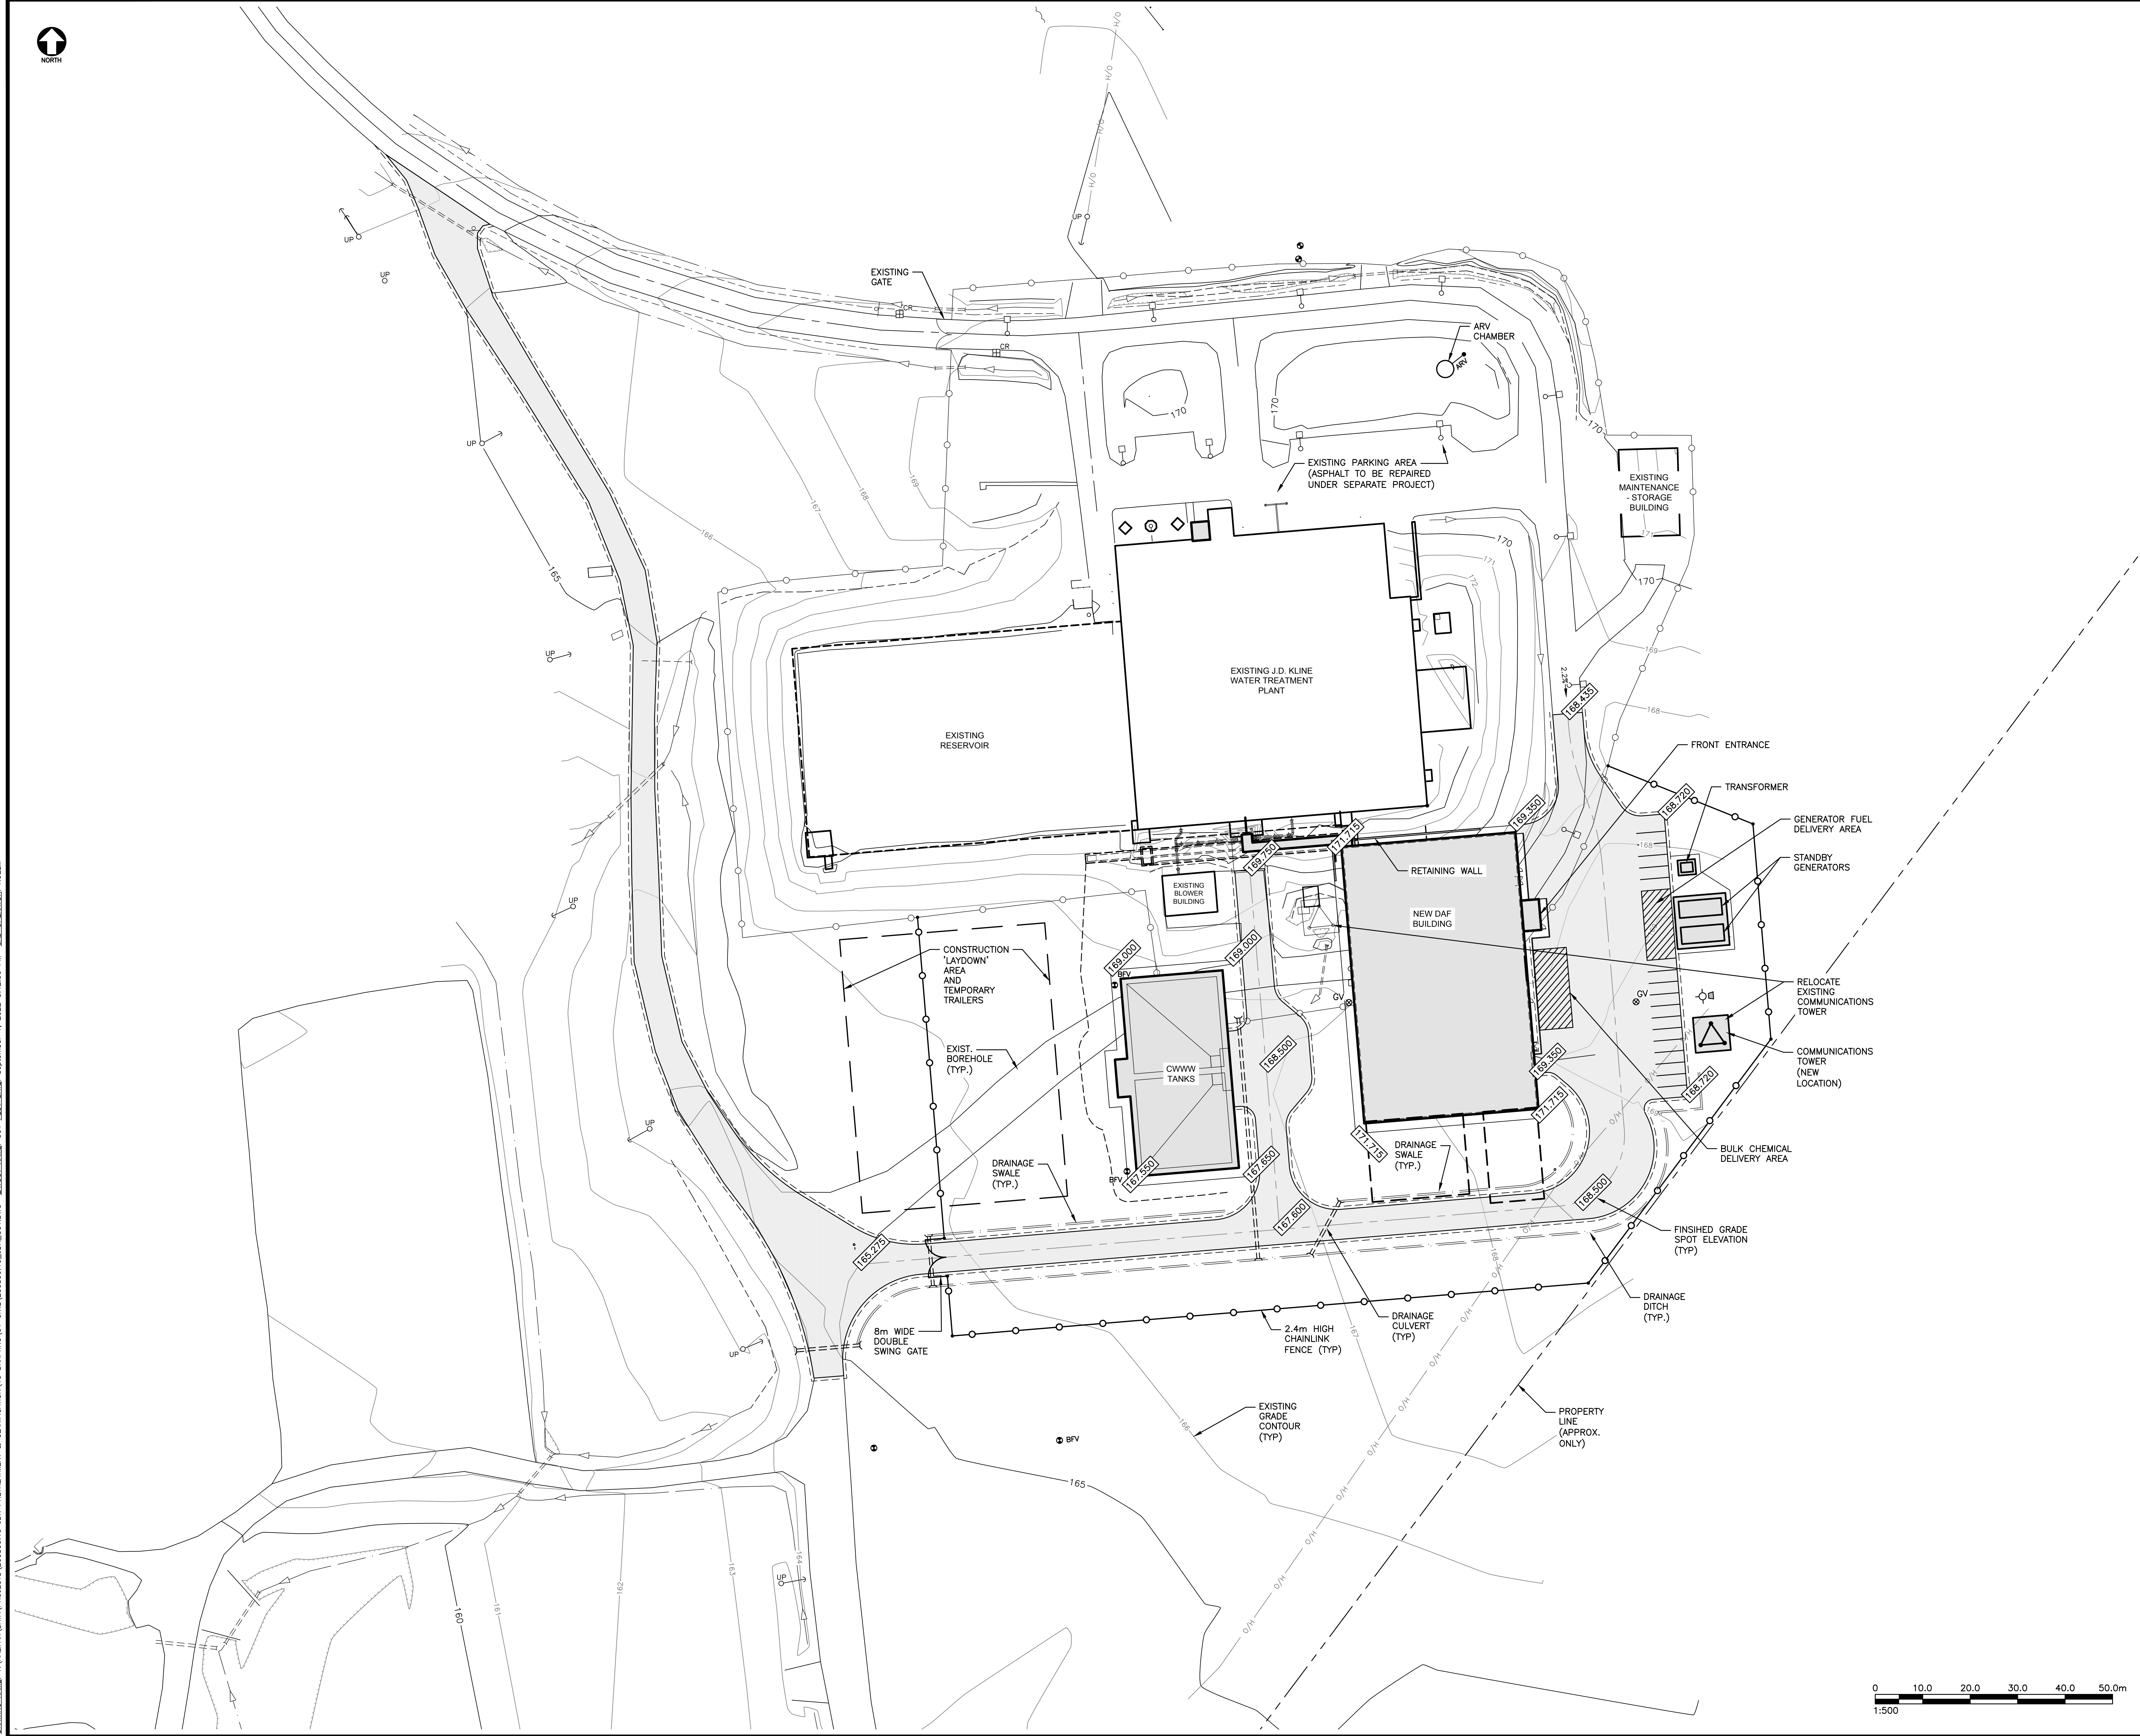 NORTH
H/O
H/O
H/O
UP
UP
UP
EXISTING
GATE
CR
CR
ARV
CHAMBER
ARV
170
170
170
UP
EXISTING PARKING AREA
(ASPHALT TO BE REPAIRED
UNDER SEPARATE PROJECT)
EXISTING
MAINTENANCE
- STORAGE
BUILDING
171
169
168
167
166
165
170
171
172
170
169
UP
EXISTING J.D. KLINE
WATER TREATMENT
PLANT
EXISTING
RESERVOIR
2.2%
168.435
168
FRONT ENTRANCE
TRANSFORMER
168.720
GENERATOR FUEL
DELIVERY AREA
STANDBY
GENERATORS
169.350
171.715
169.750
168
RETAINING WALL
EXISTING
BLOWER
BUILDING
NEW DAF
BUILDING
UP
CONSTRUCTION
'LAYDOWN'
AREA
AND
TEMPORARY
TRAILERS
169.000
169.000
BFV
GV
GV
RELOCATE
EXISTING
COMMUNICATIONS
TOWER
O/H
COMMUNICATIONS
TOWER
(NEW
LOCATION)
EXIST.
BOREHOLE
(TYP.)
CWWW
TANKS
168.500
169.350
168.720
O/H
169
171.715
O/H
UP
171.715
DRAINAGE
SWALE
(TYP.)
BULK CHEMICAL
DELIVERY AREA
DRAINAGE
SWALE
(TYP.)
BFV
167.550
167.650
O/H
168.500
167.600
165.275
O/H
FINSIHED GRADE
SPOT ELEVATION
(TYP)
168
O/H
DRAINAGE
DITCH
(TYP.)
8m WIDE
DOUBLE
SWING GATE
UP
2.4m HIGH
CHAINLINK
FENCE (TYP)
167
DRAINAGE
CULVERT
(TYP)
O/H
O/H
EXISTING
GRADE
CONTOUR
(TYP)
166
PROPERTY
LINE
(APPROX.
ONLY)
O/H
BFV
O/H
165
O/H
O/H
O/H
O/H
UP
164
163
162
161
160
0 10.0 20.0 30.0 40.0 50.0m
1:500